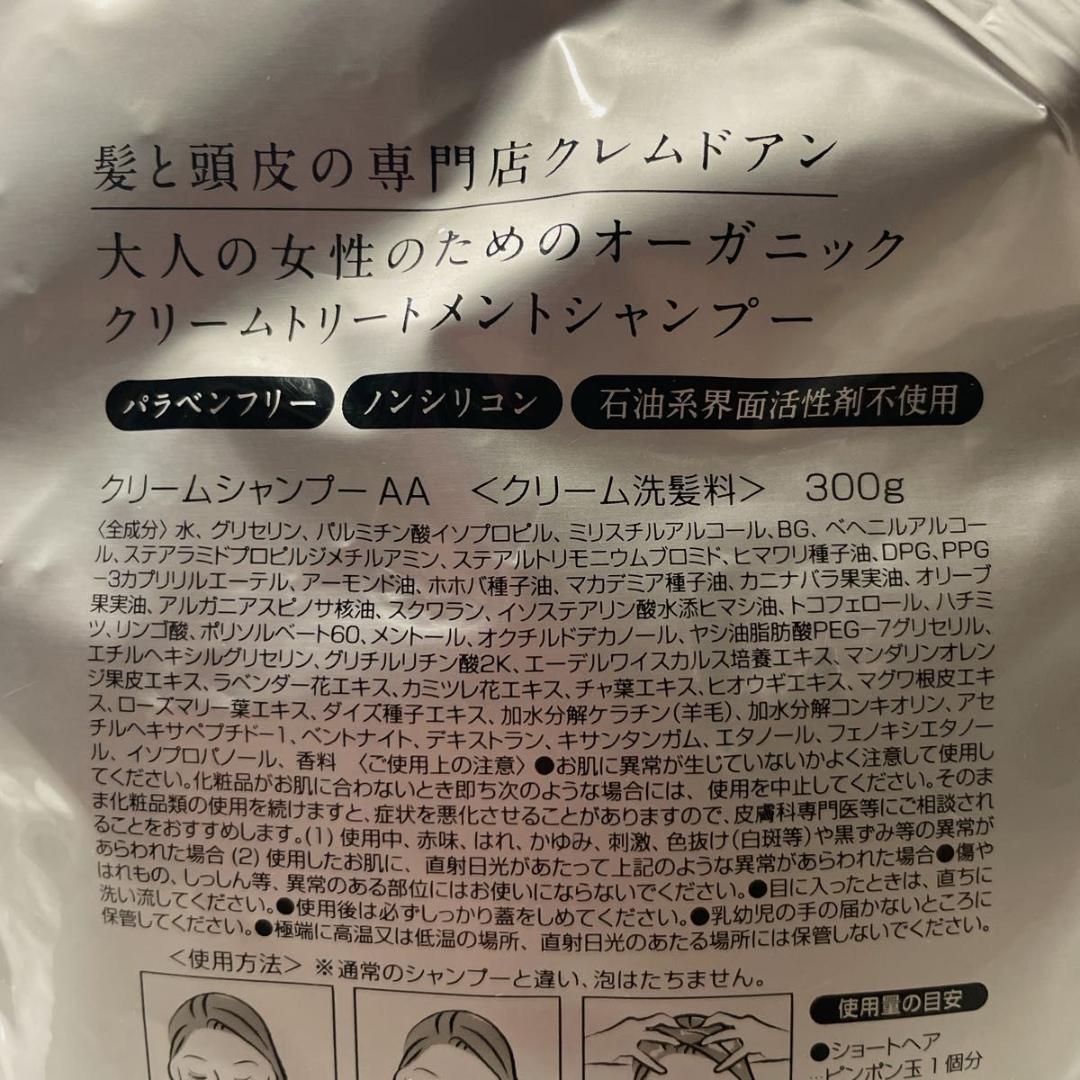 髪と頭皮の専門店クレムドアン
大人の女性のためのオーガニック
クリームトリートメントシャンプー
パラベンフリー ノンシリコン 石油系界面活性剤不使用
クリームシャンプーAA ＜クリーム洗髪料＞ 300g
〈全成分〉水、グリセリン、パルミチン酸イソプロピル、ミリスチルアルコール、BG、ベヘニルアルコー
ル、ステアラミドプロピルジメチルアミン、ステアルトリモニウムブロミド、ヒマワリ種子油、DPG、PPG
-3カプリリルエーテル、アーモンド油、ホホバ種子油、マカデミア種子油、カニナバラ果実油、オリーブ
果実油、アルガニアスピノサ核油、スクワラン、イソステアリン酸水添ヒマシ油、トコフェロール、ハチミ
ツ、リンゴ酸、ポリソルベート60、メントール、オクチルドデカノール、ヤシ油脂肪酸PEG-7グリセリル、
エチルヘキシルグリセリン、グリチルリチン酸2K、エーデルワイスカルス培養エキス、マンダリンオレン
ジ果皮エキス、ラベンダー花エキス、カミツレ花エキス、チャ葉エキス、ヒオウギエキス、マグワ根皮エキ
ス、ローズマリー葉エキス、ダイズ種子エキス、加水分解ケラチン(羊毛)、加水分解コンキオリン、アセ
チルヘキサペプチド-1、ベントナイト、デキストラン、キサンタンガム、エタノール、フェノキシエタノー
ル、イソプロパノール、香料 〈ご使用上の注意〉●お肌に異常が生じていないかよく注意して使用し
てください。化粧品がお肌に合わないとき即ち次のような場合には、使用を中止してください。そのま
ま化粧品類の使用を続けますと、症状を悪化させることがありますので、皮膚科専門医等にご相談され
ることをおすすめします。(1)使用中、赤味、はれ、かゆみ、刺激、色抜け(白斑等)や黒ずみ等の異常が
あらわれた場合(2)使用したお肌に、直射日光があたって上記のような異常があらわれた場合●傷や
はれもの、しっしん等、異常のある部位にはお使いにならないでください。●目に入ったときは、直ちに
洗い流してください。●使用後は必ずしっかり蓋をしめてください。●乳幼児の手の届かないところに
保管してください。●極端に高温又は低温の場所、直射日光のあたる場所には保管しないでください。
＜使用方法＞ ※通常のシャンプーと違い、泡はたちません。
使用量の目安
●ショートヘア
…ピンポン玉1個分